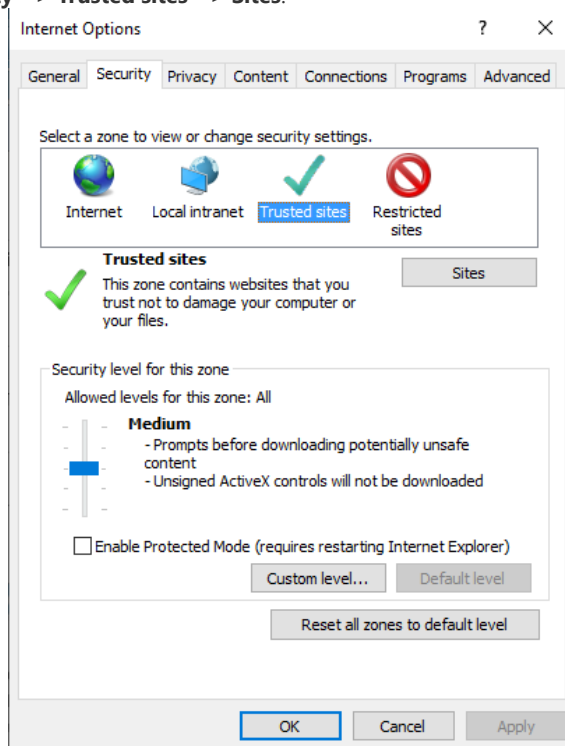 y --> Trusted sites --> Sites.
Internet Options
? ×
General Security Privacy Content Connections Programs Advanced
Select a zone to view or change security settings.
Internet Local intranet Trusted sites Restricted
sites
Trusted sites
Sites
This zone contains websites that you
trust not to damage your computer or
your files.
Security level for this zone
Allowed levels for this zone: All
Medium
- Prompts before downloading potentially unsafe
content
- Unsigned ActiveX controls will not be downloaded
Enable Protected Mode (requires restarting Internet Explorer)
Custom level... Default level
Reset all zones to default level
OK Cancel Apply